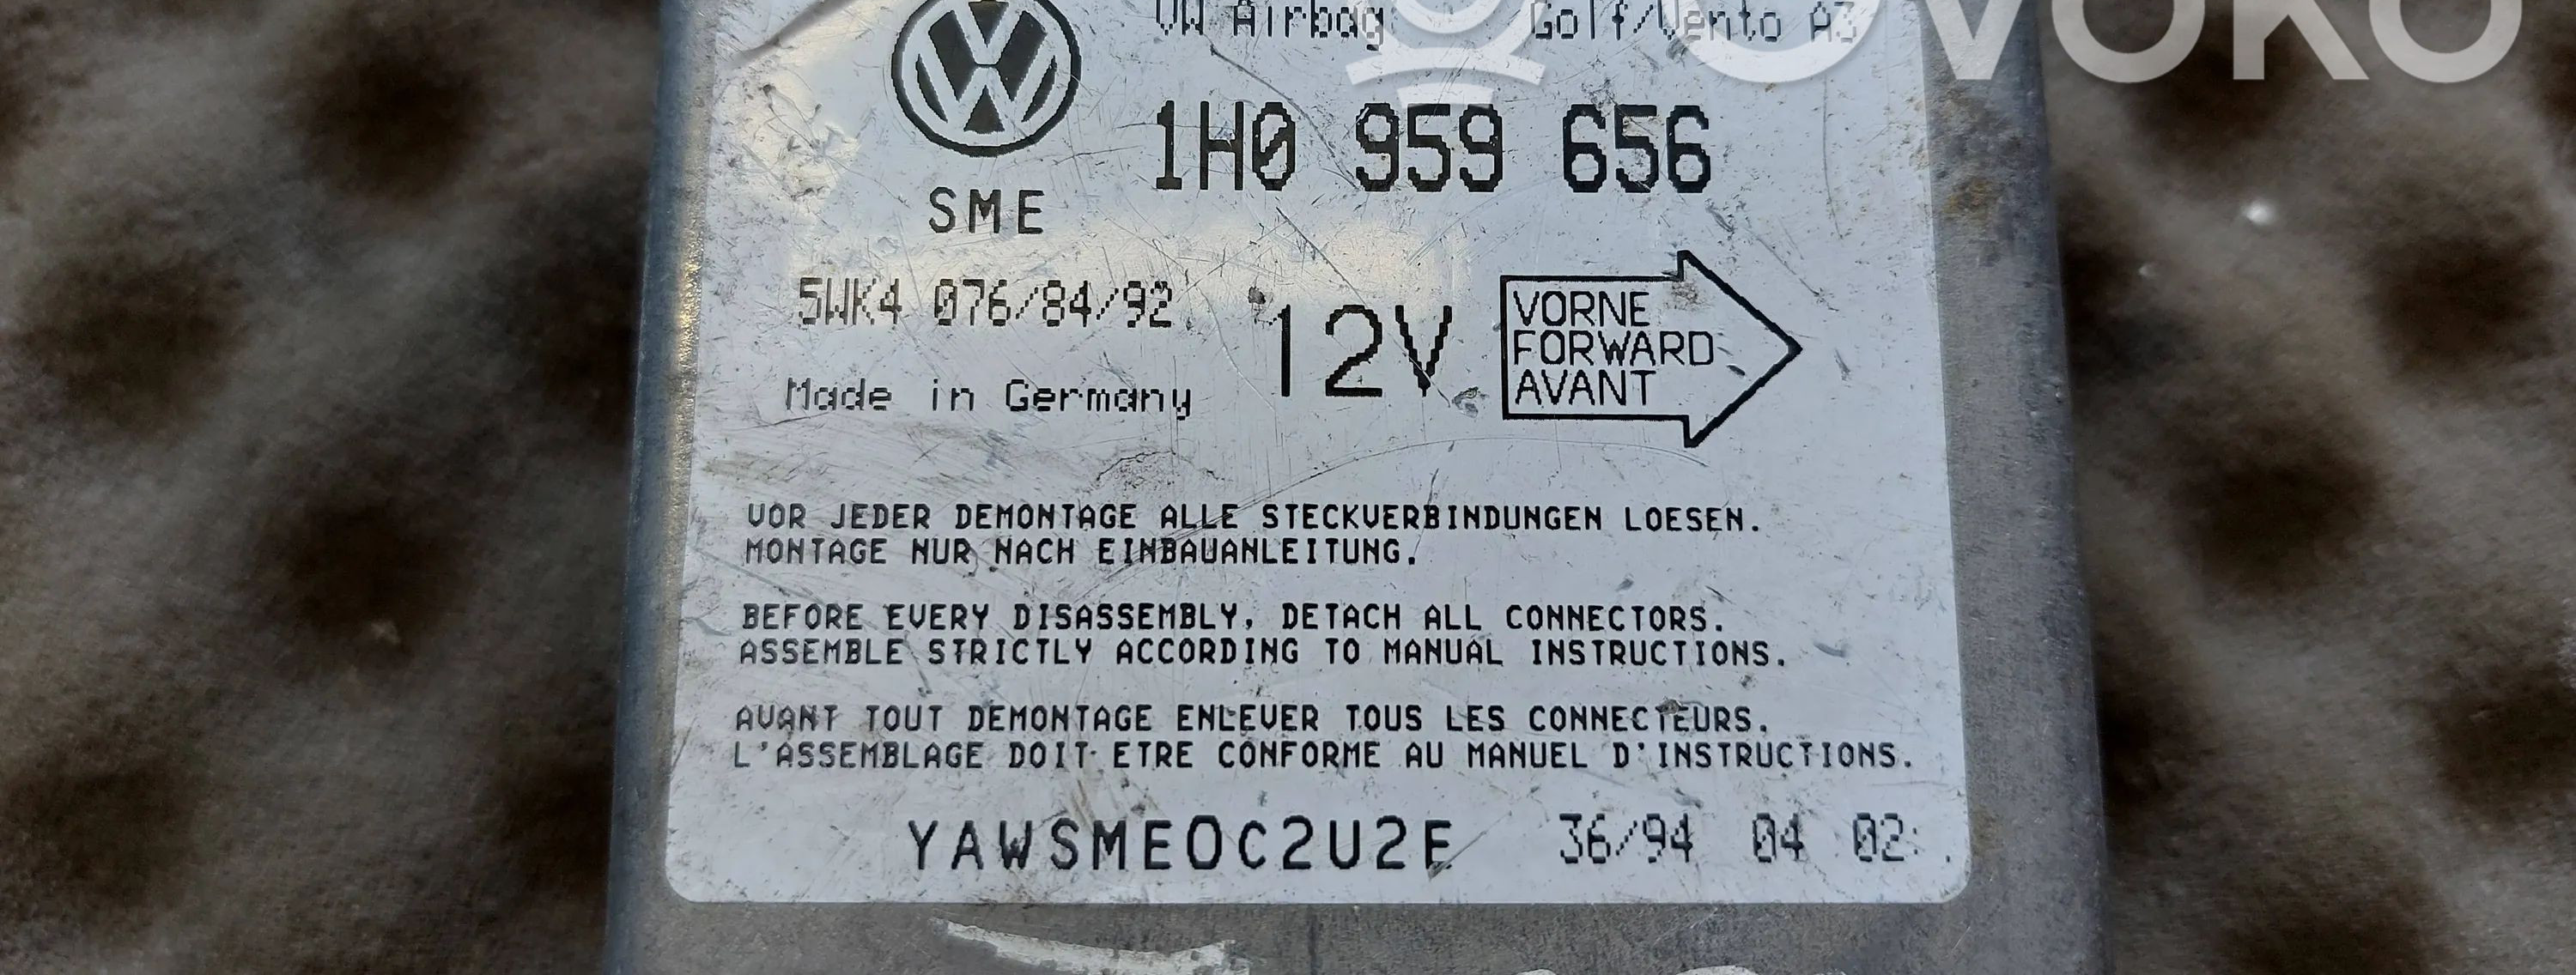 VW Airbag Golf/Vento A3
OVOKO
1H0 959 656
SME
5WK4 076/84/92
12V
VORNE
FORWARD
AVANT
Made in Germany
VOR JEDER DEMONTAGE ALLE STECKVERBINDUNGEN LOESEN.
MONTAGE NUR NACH EINBAUANLEITUNG.
BEFORE EVERY DISASSEMBLY, DETACH ALL CONNECTORS.
ASSEMBLE STRICTLY ACCORDING TO MANUAL INSTRUCTIONS.
AVANT TOUT DEMONTAGE ENLEVER TOUS LES CONNECTEURS.
L'ASSEMBLAGE DOIT ETRE CONFORME AU MANUEL D'INSTRUCTIONS.
YAWSMEOC2U2E 36/94 04 02